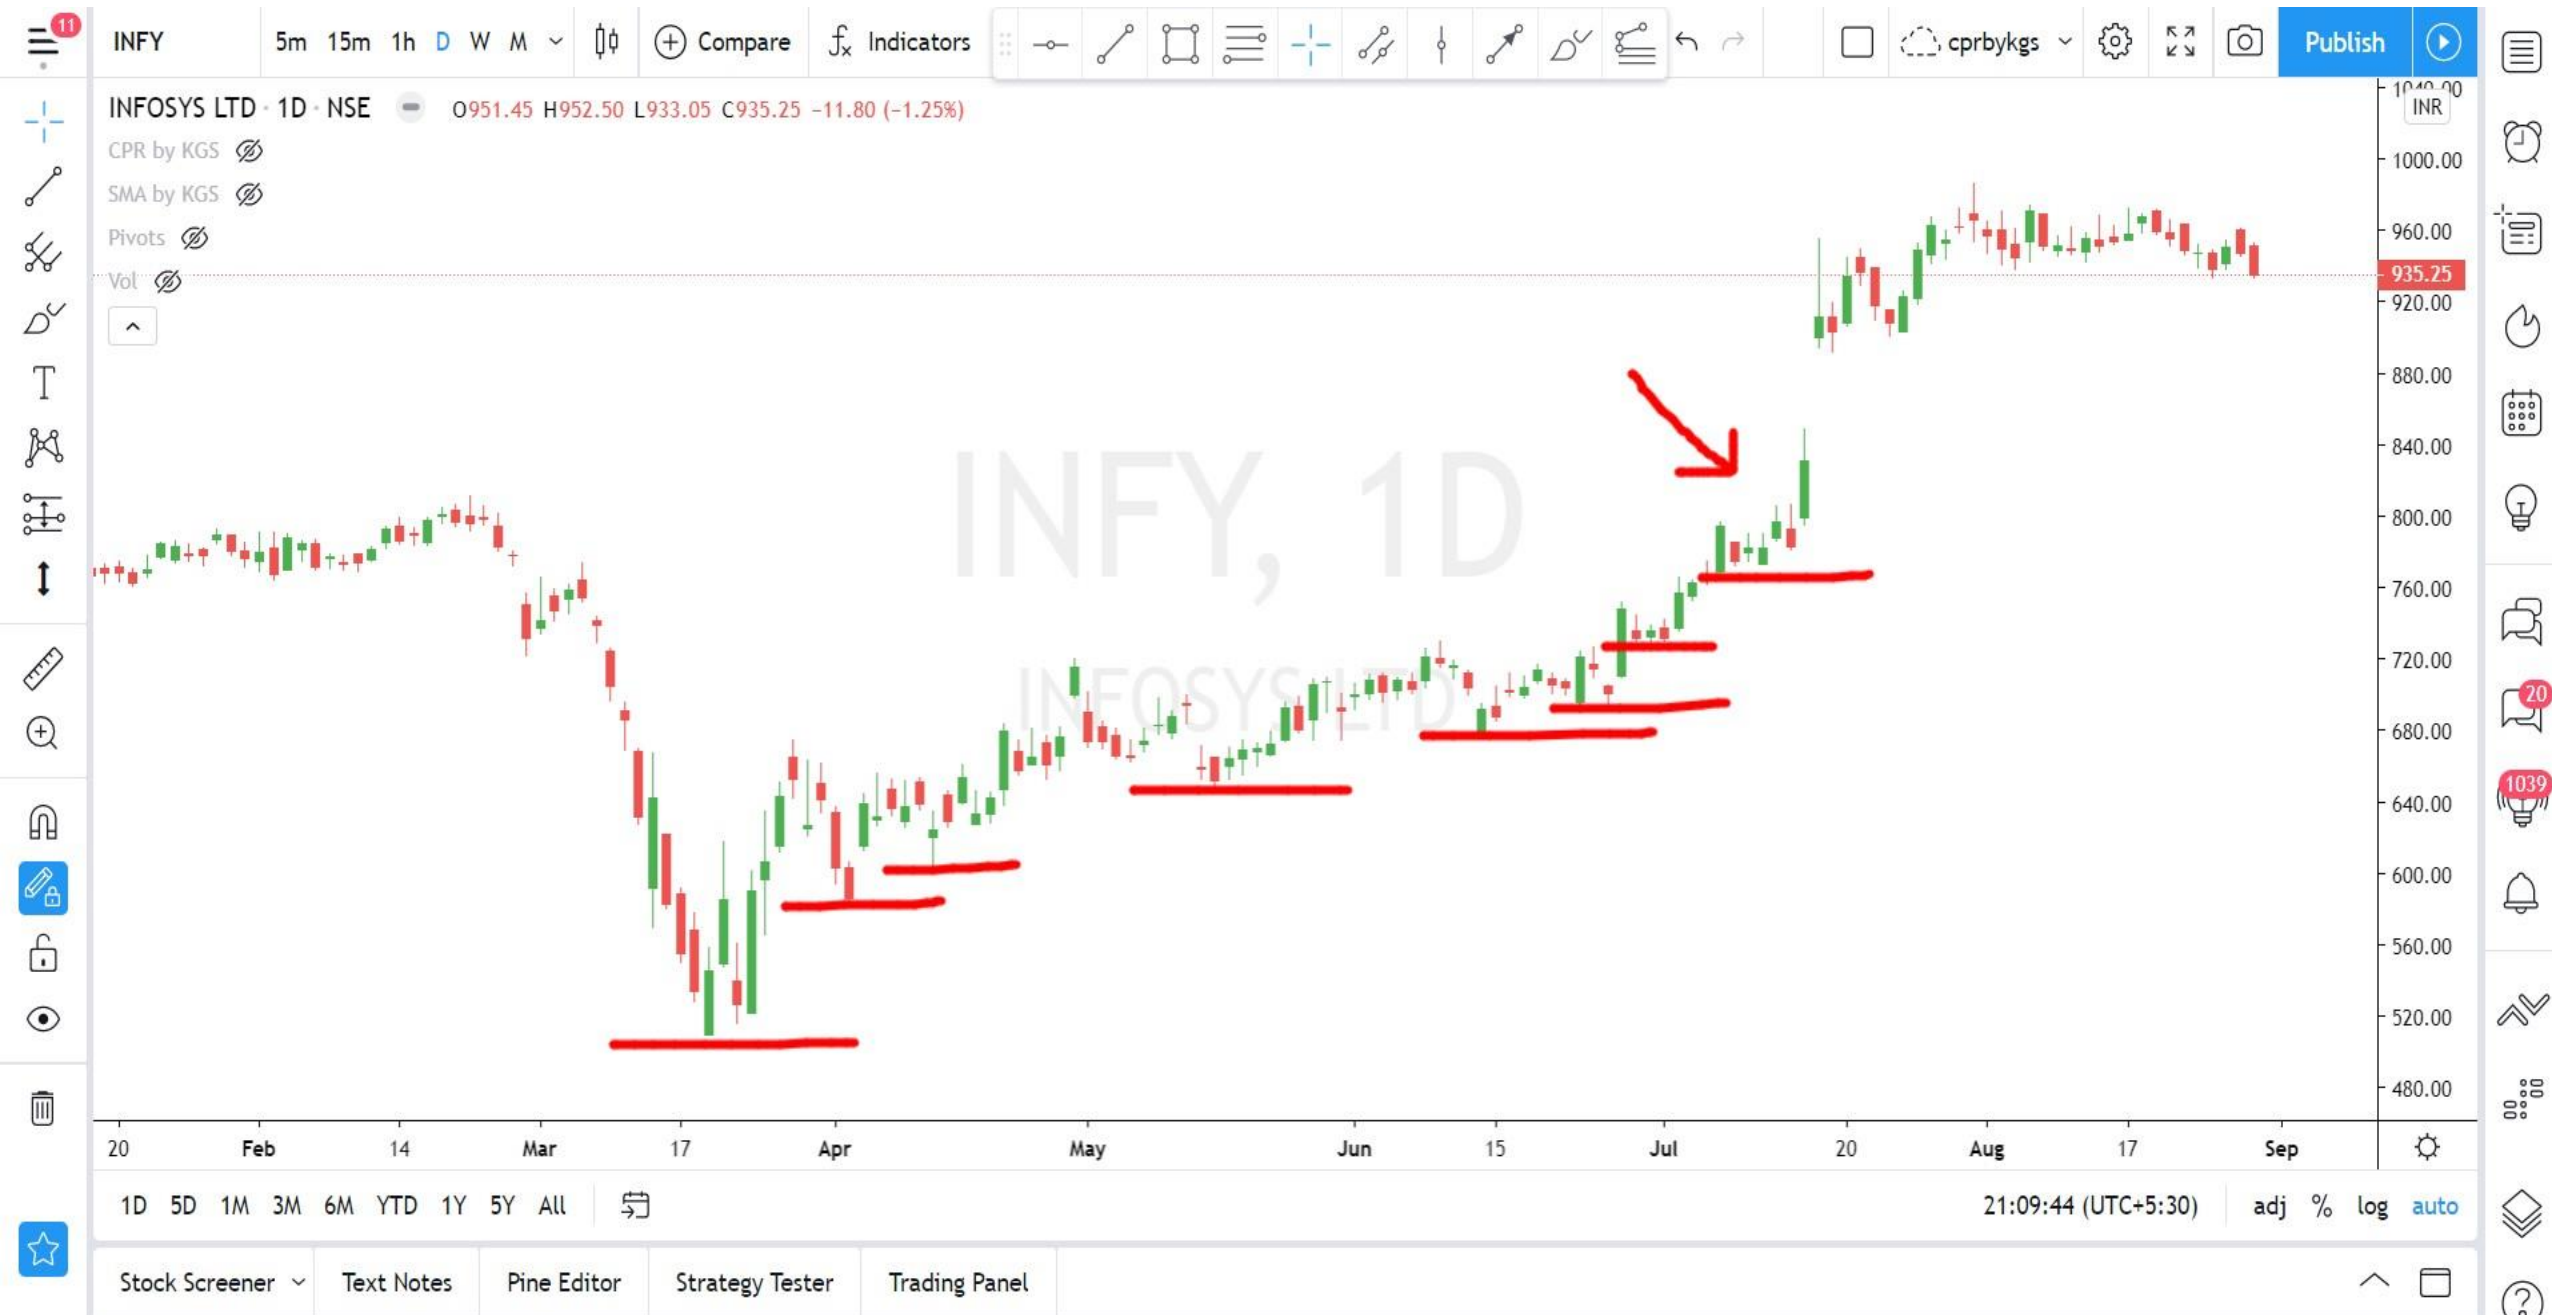 11
INFY
5m 15m 1h D W M
Compare
Indicators
cprbykgs
Publish
INFOSYS LTD · 1D · NSE
O951.45 H952.50 L933.05 C935.25 −11.80 (−1.25%)
CPR by KGS
SMA by KGS
Pivots
Vol
INFY, 1D
INFOSYS LTD
1040.00
INR
1000.00
960.00
935.25
920.00
880.00
840.00
800.00
760.00
720.00
680.00
640.00
600.00
560.00
520.00
480.00
20
1039
20 Feb 14 Mar 17 Apr May Jun 15 Jul 20 Aug 17 Sep
1D 5D 1M 3M 6M YTD 1Y 5Y All
21:09:44 (UTC+5:30)
adj % log auto
Stock Screener Text Notes Pine Editor Strategy Tester Trading Panel